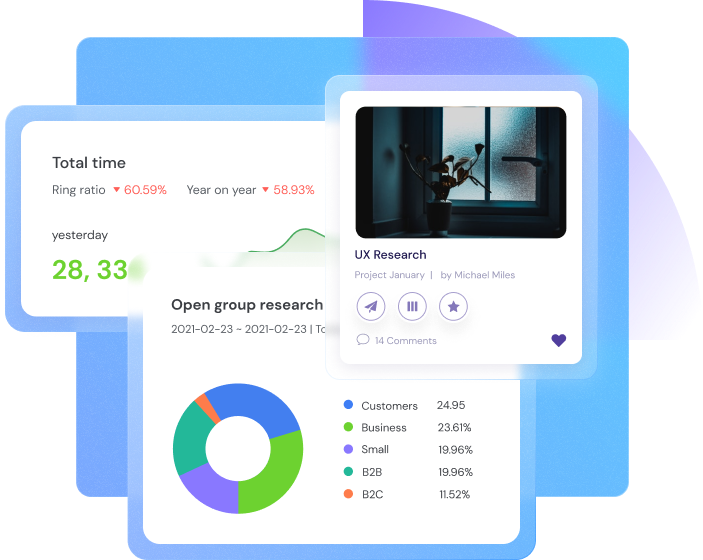 Total time
Ring ratio 60.59% Year on year 58.93%
yesterday
28, 33
UX Research
Project January | by Michael Miles
14 Comments
Open group research
2021-02-23 ~ 2021-02-23 |
Customers 24.95
Business 23.61%
Small 19.96%
B2B 19.96%
B2C 11.52%